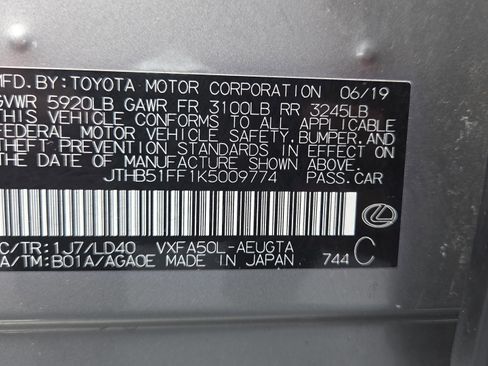 MFD. BY: TOYOTA MOTOR CORPORATION 06/19
GVWR 5920LB GAWR FR 3100LB RR 3245LB
THIS VEHICLE CONFORMS TO ALL APPLICABLE
FEDERAL MOTOR VEHICLE SAFETY, BUMPER, AND
THEFT PREVENTION STANDARDS IN EFFECT ON
THE DATE OF MANUFACTURE SHOWN ABOVE.
JTHB51FF1K5009774 PASS.CAR
C/TR:1J7/LD40 VXFA50L-AEUGTA
A/TM:B01A/AGA0E MADE IN JAPAN 744 C